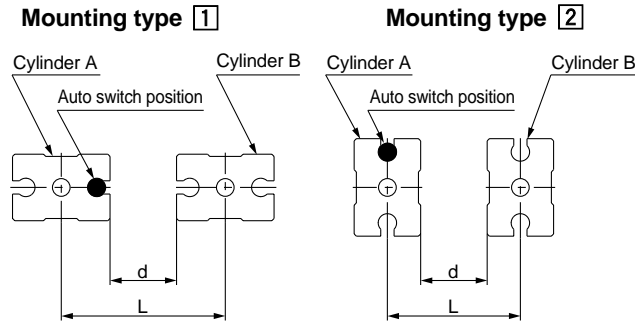 Mounting type 1
Cylinder A
Cylinder B
Auto switch position
d
L
Mounting type 2
Cylinder A
Cylinder B
Auto switch position
d
L